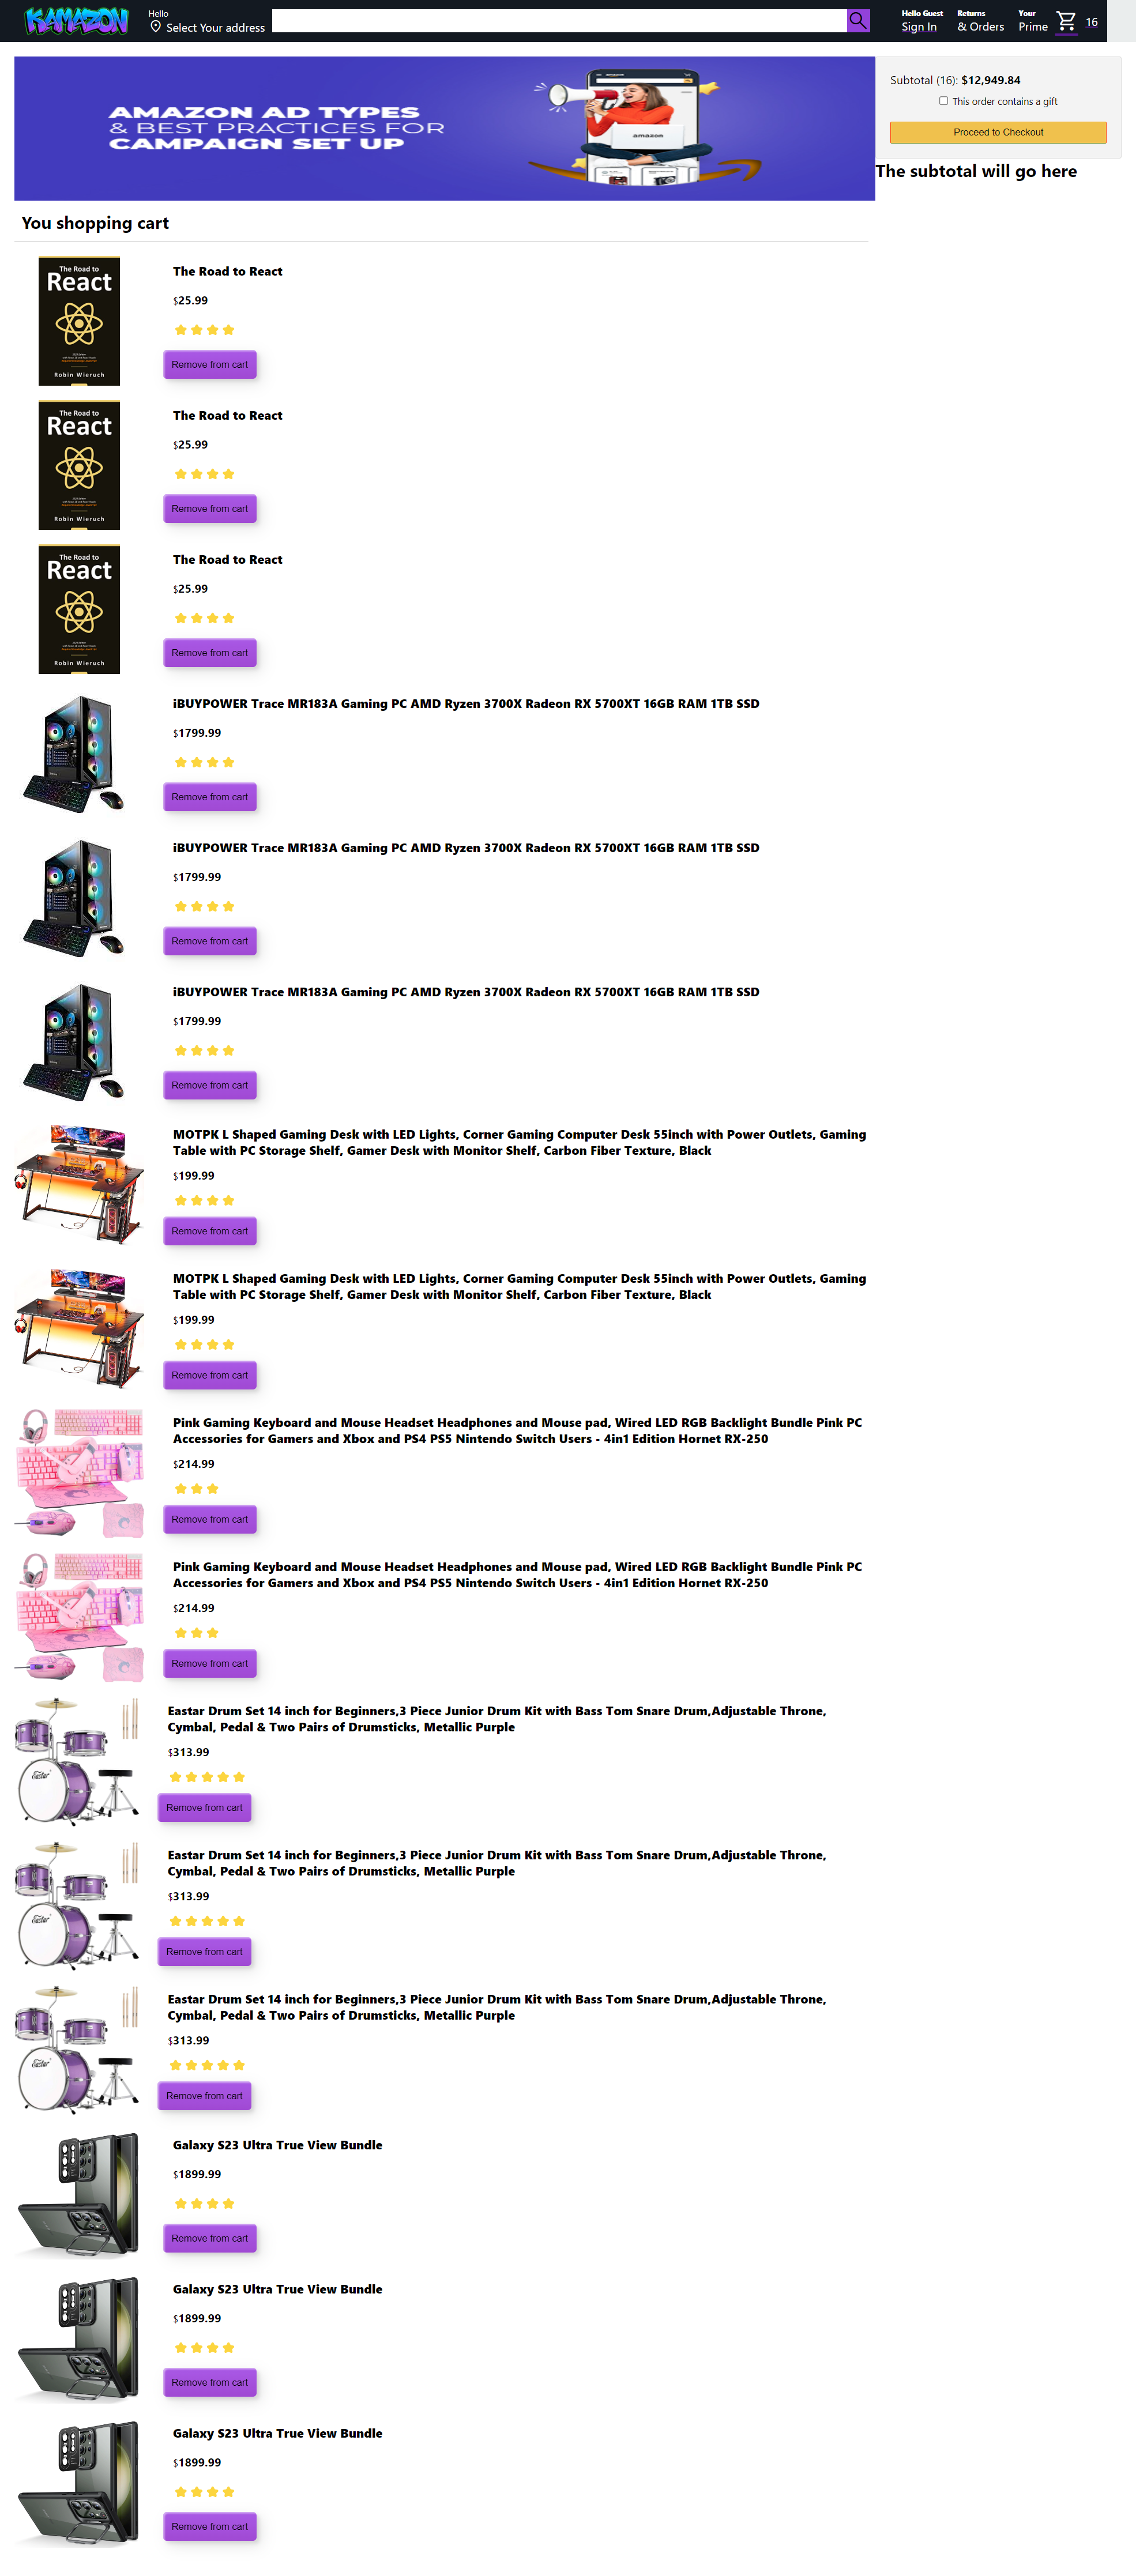 KAMAZON
Hello
Select Your address
Hello Guest
Sign In
Returns
& Orders
Your
Prime
16
AMAZON AD TYPES
& BEST PRACTICES FOR
CAMPAIGN SET UP
amazon
Subtotal (16): $12,949.84
This order contains a gift
Proceed to Checkout
The subtotal will go here
You shopping cart
The Road to
React
Robin Wieruch
The Road to React
$25.99
Remove from cart
The Road to
React
Robin Wieruch
The Road to React
$25.99
Remove from cart
The Road to
React
Robin Wieruch
The Road to React
$25.99
Remove from cart
iBUYPOWER Trace MR183A Gaming PC AMD Ryzen 3700X Radeon RX 5700XT 16GB RAM 1TB SSD
$1799.99
Remove from cart
iBUYPOWER Trace MR183A Gaming PC AMD Ryzen 3700X Radeon RX 5700XT 16GB RAM 1TB SSD
$1799.99
Remove from cart
iBUYPOWER Trace MR183A Gaming PC AMD Ryzen 3700X Radeon RX 5700XT 16GB RAM 1TB SSD
$1799.99
Remove from cart
MOTPK L Shaped Gaming Desk with LED Lights, Corner Gaming Computer Desk 55inch with Power Outlets, Gaming
Table with PC Storage Shelf, Gamer Desk with Monitor Shelf, Carbon Fiber Texture, Black
$199.99
Remove from cart
MOTPK L Shaped Gaming Desk with LED Lights, Corner Gaming Computer Desk 55inch with Power Outlets, Gaming
Table with PC Storage Shelf, Gamer Desk with Monitor Shelf, Carbon Fiber Texture, Black
$199.99
Remove from cart
Pink Gaming Keyboard and Mouse Headset Headphones and Mouse pad, Wired LED RGB Backlight Bundle Pink PC
Accessories for Gamers and Xbox and PS4 PS5 Nintendo Switch Users - 4in1 Edition Hornet RX-250
$214.99
Remove from cart
Pink Gaming Keyboard and Mouse Headset Headphones and Mouse pad, Wired LED RGB Backlight Bundle Pink PC
Accessories for Gamers and Xbox and PS4 PS5 Nintendo Switch Users - 4in1 Edition Hornet RX-250
$214.99
Remove from cart
Eastar
Eastar Drum Set 14 inch for Beginners,3 Piece Junior Drum Kit with Bass Tom Snare Drum,Adjustable Throne,
Cymbal, Pedal & Two Pairs of Drumsticks, Metallic Purple
$313.99
Remove from cart
Eastar
Eastar Drum Set 14 inch for Beginners,3 Piece Junior Drum Kit with Bass Tom Snare Drum,Adjustable Throne,
Cymbal, Pedal & Two Pairs of Drumsticks, Metallic Purple
$313.99
Remove from cart
Eastar
Eastar Drum Set 14 inch for Beginners,3 Piece Junior Drum Kit with Bass Tom Snare Drum,Adjustable Throne,
Cymbal, Pedal & Two Pairs of Drumsticks, Metallic Purple
$313.99
Remove from cart
Galaxy S23 Ultra True View Bundle
$1899.99
Remove from cart
Galaxy S23 Ultra True View Bundle
$1899.99
Remove from cart
Galaxy S23 Ultra True View Bundle
$1899.99
Remove from cart